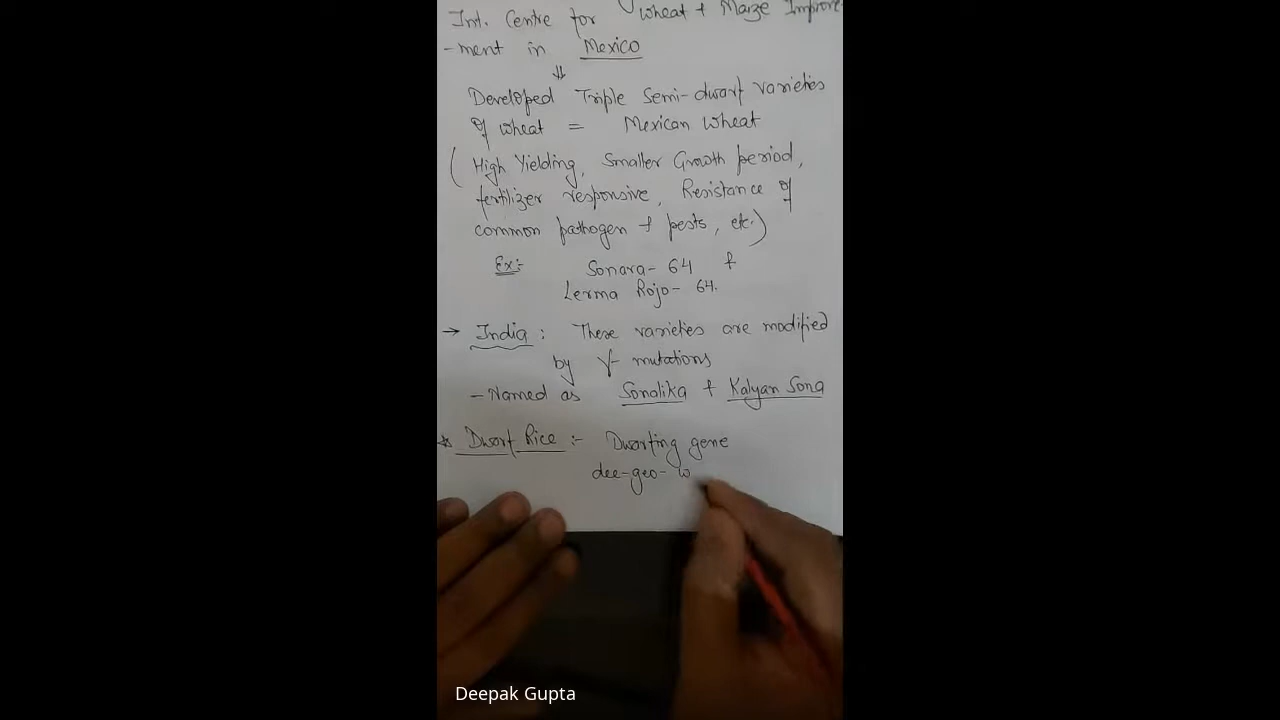 Int. Centre for Wheat + Maize Improve-
-ment in Mexico
⇓
Developed Triple Semi-dwarf varieties
of wheat = Mexican Wheat
(High Yielding, Smaller Growth period,
fertilizer responsive, Resistance of
common pathogen + pests, etc.)
Ex:- Sonara- 64 +
Lerma Rojo- 64.
→ India : These varieties are modified
by γ- mutations
- Named as Sonalika + Kalyan Sona
* Dwarf Rice :- Dwarfing gene
dee-geo- w
Deepak Gupta